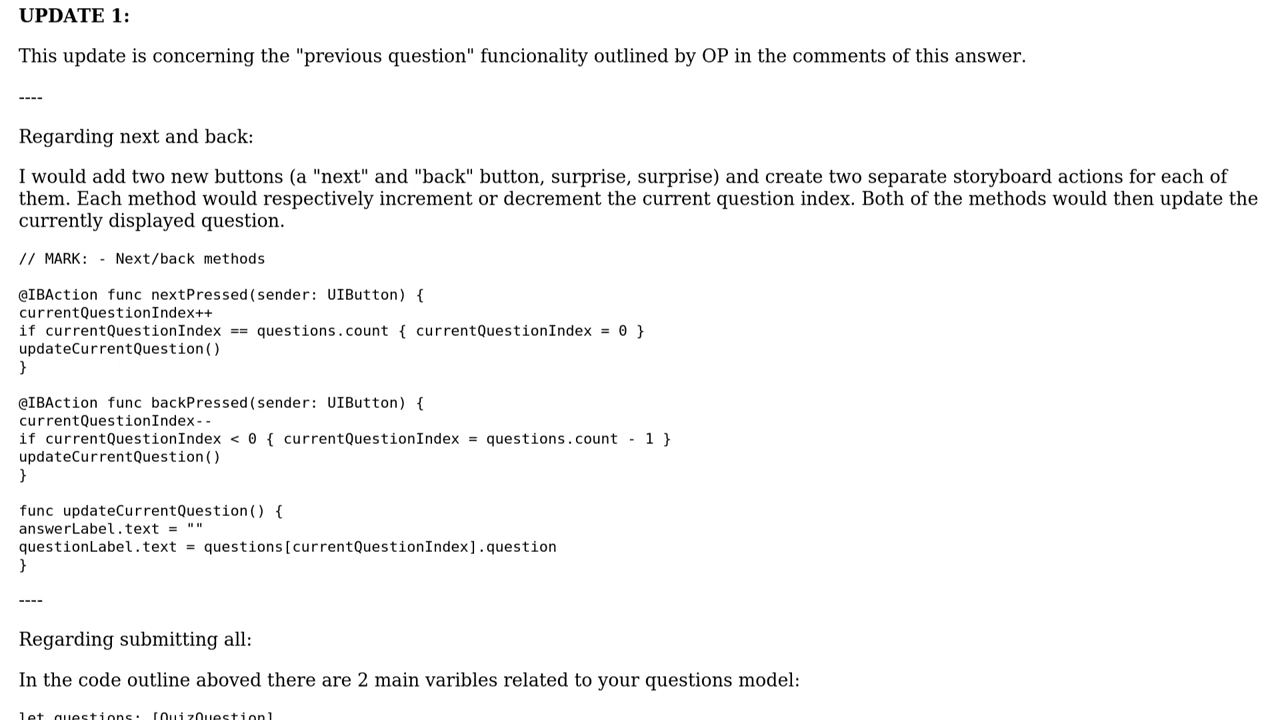 UPDATE 1:
This update is concerning the "previous question" funcionality outlined by OP in the comments of this answer.
----
Regarding next and back:
I would add two new buttons (a "next" and "back" button, surprise, surprise) and create two separate storyboard actions for each of
them. Each method would respectively increment or decrement the current question index. Both of the methods would then update the
currently displayed question.
// MARK: - Next/back methods
@IBAction func nextPressed(sender: UIButton) {
currentQuestionIndex++
if currentQuestionIndex == questions.count { currentQuestionIndex = 0 }
updateCurrentQuestion()
}
@IBAction func backPressed(sender: UIButton) {
currentQuestionIndex--
if currentQuestionIndex < 0 { currentQuestionIndex = questions.count - 1 }
updateCurrentQuestion()
}
func updateCurrentQuestion() {
answerLabel.text = ""
questionLabel.text = questions[currentQuestionIndex].question
}
----
Regarding submitting all:
In the code outline aboved there are 2 main varibles related to your questions model:
let questions: [QuizQuestion]